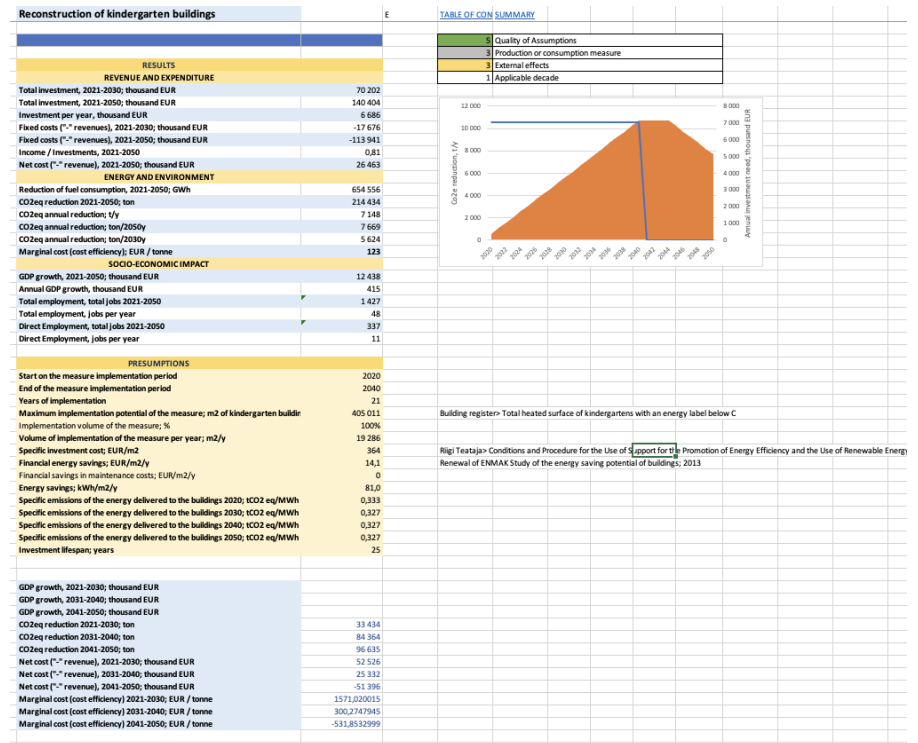 Reconstruction of kindergarten buildings E TABLE OF CON SUMMARY
5 Quality of Assumptions
3 Production or consumption measure
3 External effects
1 Applicable decade
RESULTS
REVENUE AND EXPENDITURE
Total investment, 2021-2030; thousand EUR 70 202
Total investment, 2021-2050; thousand EUR 140 404
Investment per year, thousand EUR 6 686
Fixed costs ("-" revenues), 2021-2030; thousand EUR -17 676
Fixed costs ("-" revenues), 2021-2050; thousand EUR -113 941
Income / Investments, 2021-2050 0,81
Net cost ("-" revenue), 2021-2050; thousand EUR 26 463
ENERGY AND ENVIRONMENT
Reduction of fuel consumption, 2021-2050; GWh 654 556
CO2eq reduction 2021-2050; ton 214 434
CO2eq annual reduction; t/y 7 148
CO2eq annual reduction; ton/2050y 7 669
CO2eq annual reduction; ton/2030y 5 624
Marginal cost (cost efficiency); EUR / tonne 123
SOCIO-ECONOMIC IMPACT
GDP growth, 2021-2050; thousand EUR 12 438
Annual GDP growth, thousand EUR 415
Total employment, total jobs 2021-2050 1 427
Total employment, jobs per year 48
Direct Employment, total jobs 2021-2050 337
Direct Employment, jobs per year 11
12 000
10 000
8 000
6 000
4 000
2 000
0
Co2e reduction, t/y
8 000
7 000
6 000
5 000
4 000
3 000
2 000
1 000
0
Annual investment need, thousand EUR
2020 2022 2024 2026 2028 2030 2032 2034 2036 2038 2040 2042 2044 2046 2048 2050
PRESUMPTIONS
Start on the measure implementation period 2020
End of the measure implementation period 2040
Years of implementation 21
Maximum implementation potential of the measure; m2 of kindergarten buildin 405 011 Building register> Total heated surface of kindergartens with an energy label below C
Implementation volume of the measure; % 100%
Volume of implementation of the measure per year; m2/y 19 286
Specific investment cost; EUR/m2 364 Riigi Teataja> Conditions and Procedure for the Use of Support for the Promotion of Energy Efficiency and the Use of Renewable Energy
Financial energy savings; EUR/m2/y 14,1 Renewal of ENMAK Study of the energy saving potential of buildings; 2013
Financial savings in maintenance costs; EUR/m2/y 0
Energy savings; kWh/m2/y 81,0
Specific emissions of the energy delivered to the buildings 2020; tCO2 eq/MWh 0,333
Specific emissions of the energy delivered to the buildings 2030; tCO2 eq/MWh 0,327
Specific emissions of the energy delivered to the buildings 2040; tCO2 eq/MWh 0,327
Specific emissions of the energy delivered to the buildings 2050; tCO2 eq/MWh 0,327
Investment lifespan; years 25
GDP growth, 2021-2030; thousand EUR
GDP growth, 2031-2040; thousand EUR
GDP growth, 2041-2050; thousand EUR
CO2eq reduction 2021-2030; ton 33 434
CO2eq reduction 2031-2040; ton 84 364
CO2eq reduction 2041-2050; ton 96 635
Net cost ("-" revenue), 2021-2030; thousand EUR 52 526
Net cost ("-" revenue), 2031-2040; thousand EUR 25 332
Net cost ("-" revenue), 2041-2050; thousand EUR -51 396
Marginal cost (cost efficiency) 2021-2030; EUR / tonne 1571,020015
Marginal cost (cost efficiency) 2031-2040; EUR / tonne 300,2747945
Marginal cost (cost efficiency) 2041-2050; EUR / tonne -531,8532999